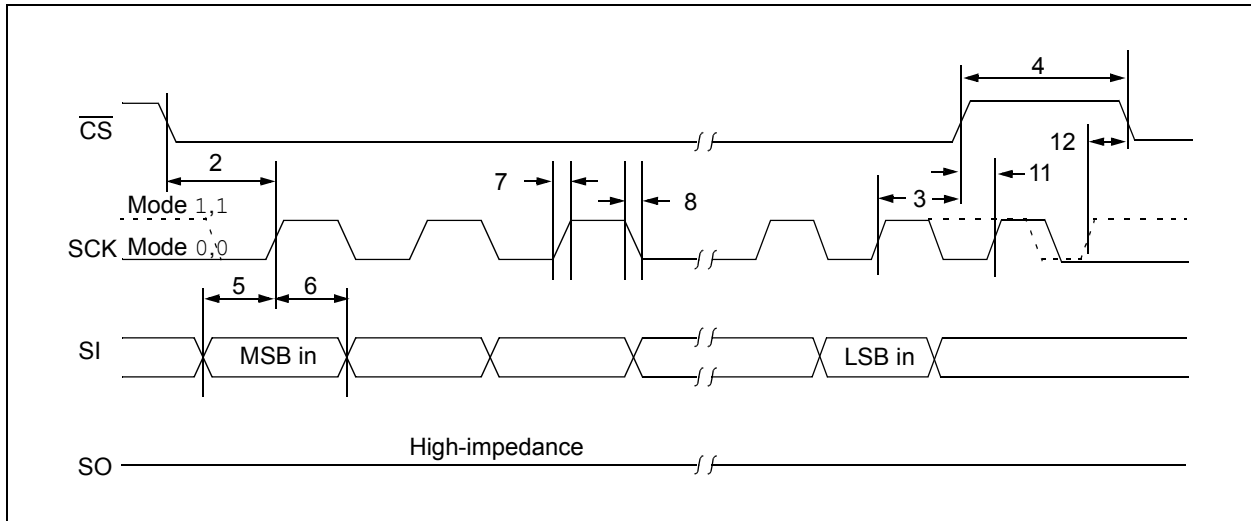 4
CS
12
2
7
11
8
3
Mode 1,1
SCK Mode 0,0
5
6
SI
MSB in
LSB in
High-impedance
SO